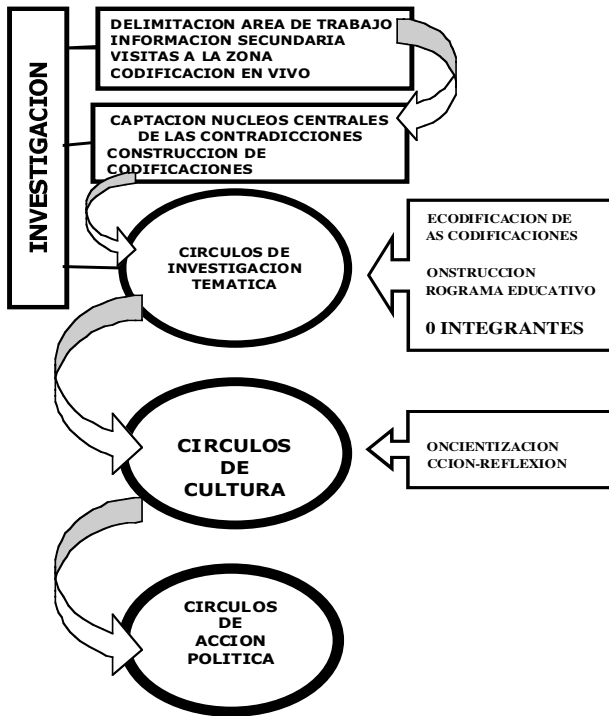 INVESTIGACION
DELIMITACION AREA DE TRABAJO
INFORMACION SECUNDARIA
VISITAS A LA ZONA
CODIFICACION EN VIVO
CAPTACION NUCLEOS CENTRALES
DE LAS CONTRADICCIONES
CONSTRUCCION DE
CODIFICACIONES
CIRCULOS DE
INVESTIGACION
TEMATICA
ECODIFICACION DE
AS CODIFICACIONES
ONSTRUCCION
ROGRAMA EDUCATIVO
0 INTEGRANTES
CIRCULOS
DE
CULTURA
ONCIENTIZACION
CCION-REFLEXION
CIRCULOS
DE
ACCION
POLITICA